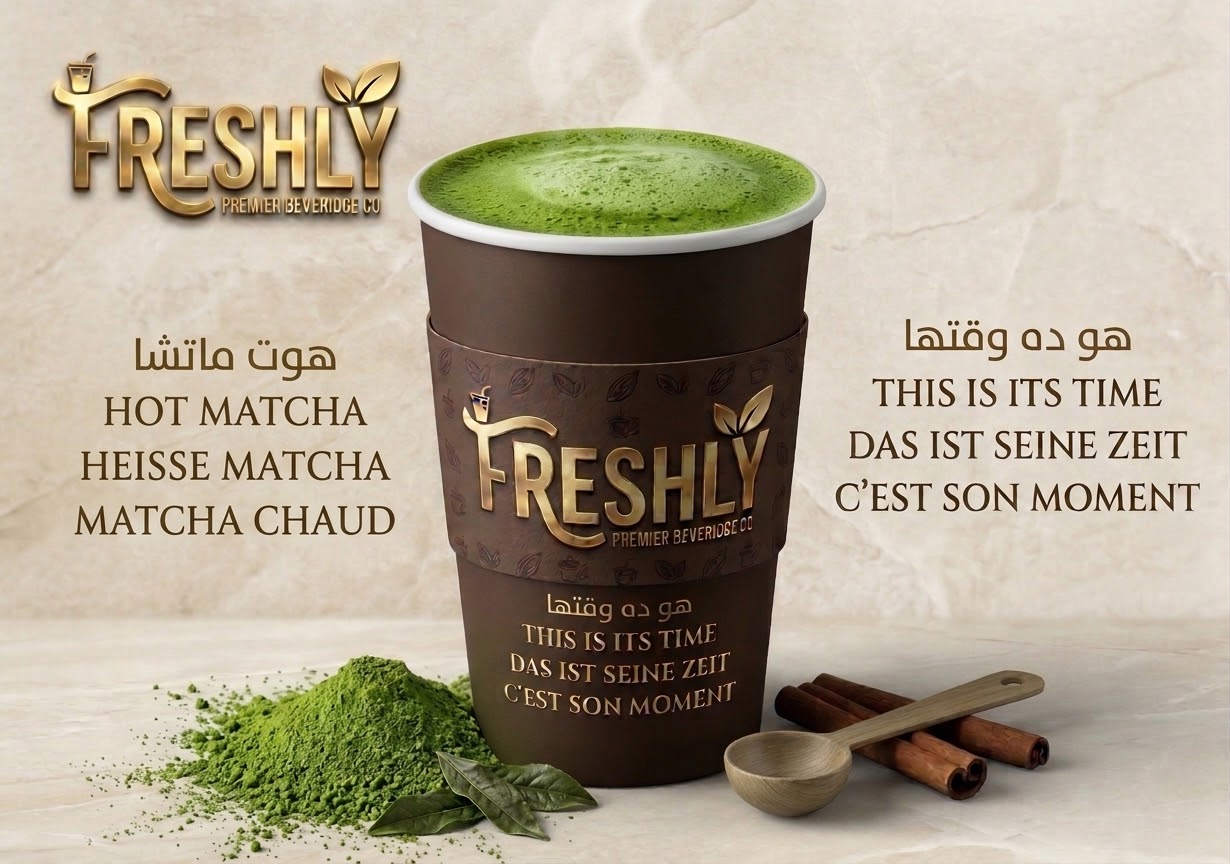 FRESHLY
PREMIER BEVERIDGE CO
هوت ماتشا
HOT MATCHA
HEISSE MATCHA
MATCHA CHAUD
FRESHLY
PREMIER BEVERIDGE CO
هو ده وقتها
THIS IS ITS TIME
DAS IST SEINE ZEIT
C'EST SON MOMENT
هو ده وقتها
THIS IS ITS TIME
DAS IST SEINE ZEIT
C’EST SON MOMENT